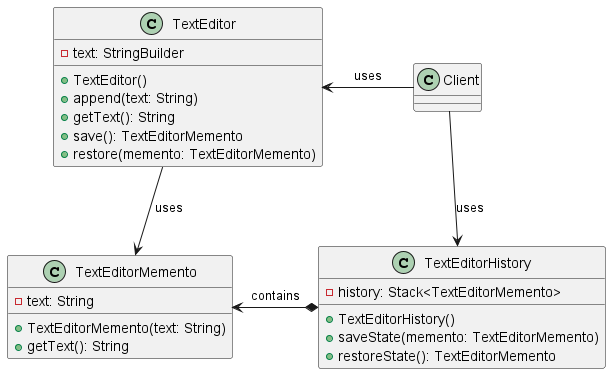 C TextEditor
text: StringBuilder
TextEditor()
append(text: String)
getText(): String
save(): TextEditorMemento
restore(memento: TextEditorMemento)
uses
C Client
uses
uses
C TextEditorMemento
text: String
TextEditorMemento(text: String)
getText(): String
contains
C TextEditorHistory
history: Stack<TextEditorMemento>
TextEditorHistory()
saveState(memento: TextEditorMemento)
restoreState(): TextEditorMemento